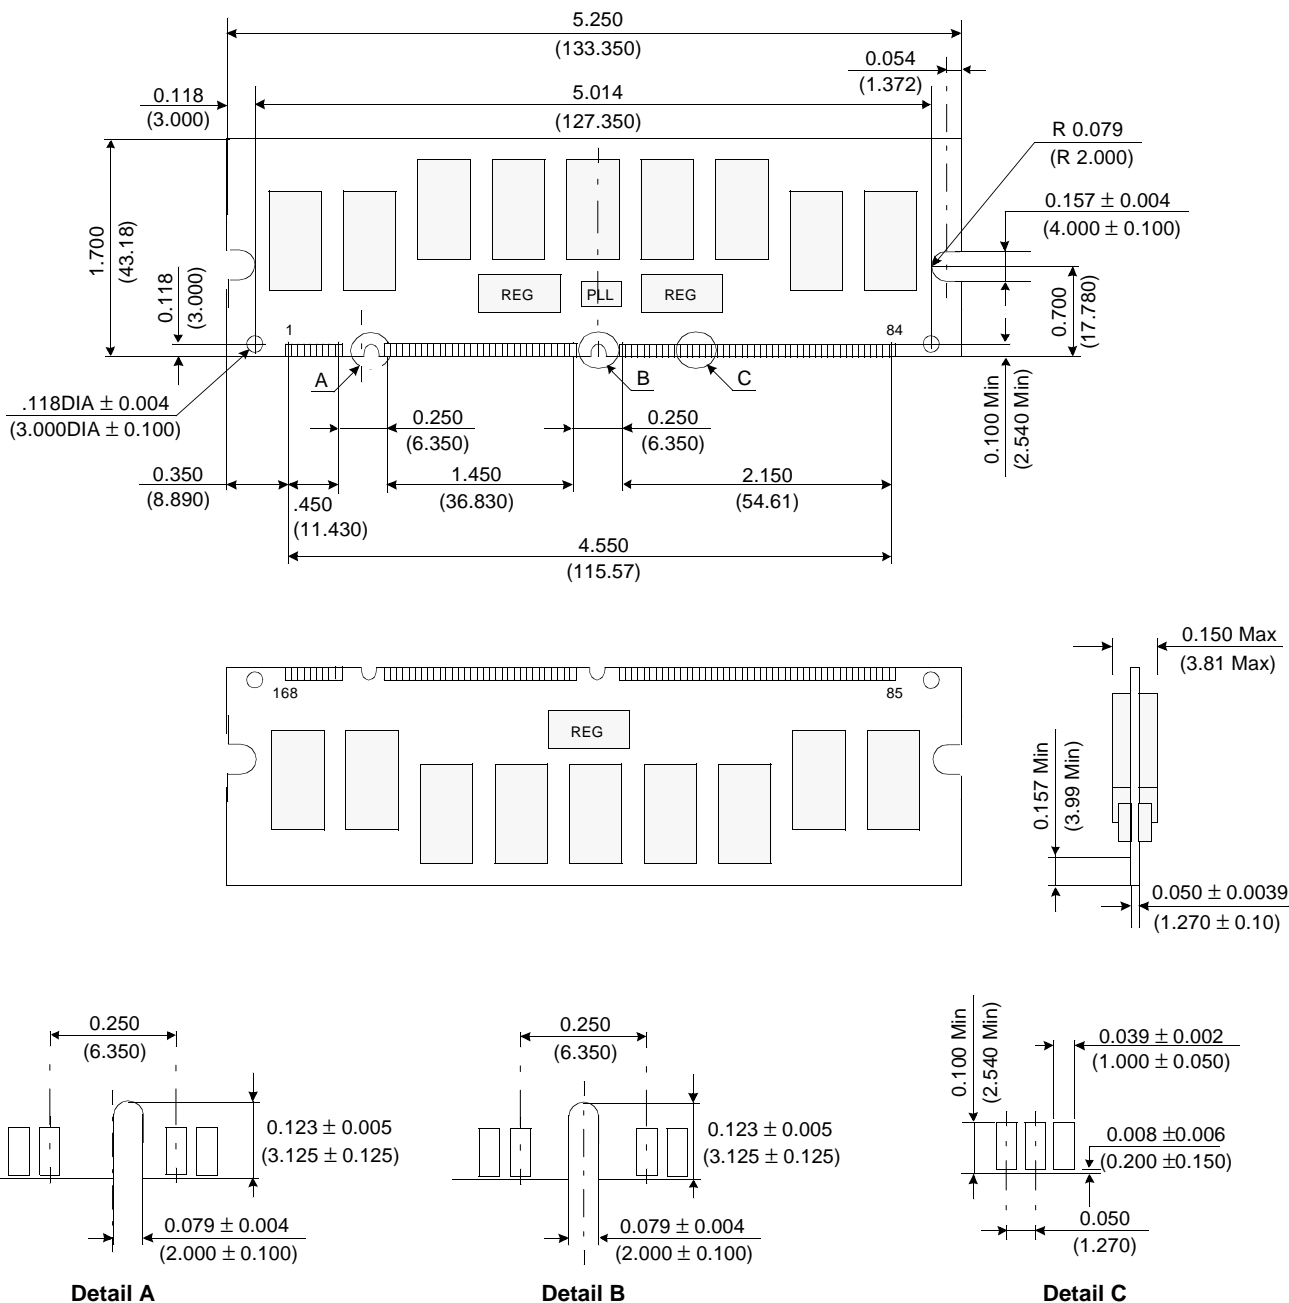 5.250
(133.350)
0.054
(1.372)
0.118
(3.000)
5.014
(127.350)
R 0.079
(R 2.000)
0.157 ± 0.004
(4.000 ± 0.100)
1.700
(43.18)
0.118
(3.000)
REG
PLL
REG
0.700
(17.780)
1
84
A
B
C
.118DIA ± 0.004
(3.000DIA ± 0.100)
0.250
(6.350)
0.250
(6.350)
0.100 Min
(2.540 Min)
0.350
(8.890)
.450
(11.430)
1.450
(36.830)
2.150
(54.61)
4.550
(115.57)
168
85
REG
0.150 Max
(3.81 Max)
0.157 Min
(3.99 Min)
0.050 ± 0.0039
(1.270 ± 0.10)
0.250
(6.350)
0.123 ± 0.005
(3.125 ± 0.125)
0.079 ± 0.004
(2.000 ± 0.100)
Detail A
0.250
(6.350)
0.123 ± 0.005
(3.125 ± 0.125)
0.079 ± 0.004
(2.000 ± 0.100)
Detail B
0.100 Min
(2.540 Min)
0.039 ± 0.002
(1.000 ± 0.050)
0.008 ±0.006
(0.200 ±0.150)
0.050
(1.270)
Detail C